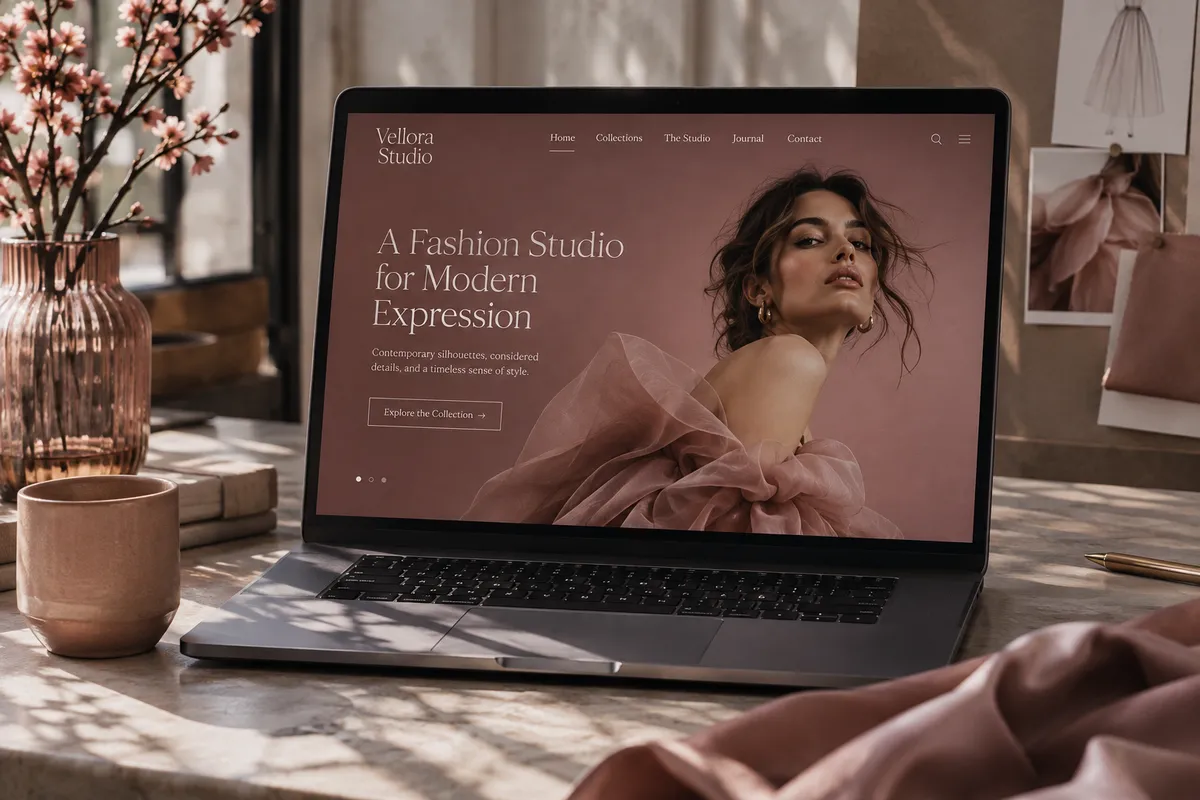 Vellora
Studio
Home
Collections
The Studio
Journal
Contact
A Fashion Studio
for Modern
Expression
Contemporary silhouettes, considered
details, and a timeless sense of style.
Explore the Collection →